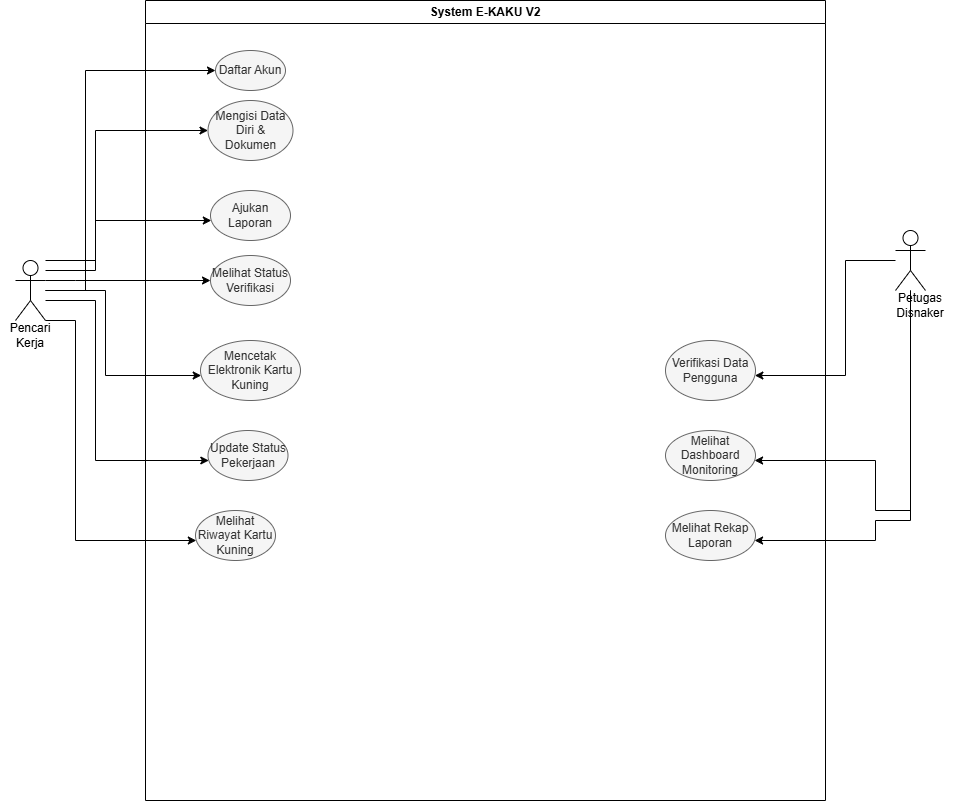 System E-KAKU V2
Daftar Akun
Mengisi Data
Diri &
Dokumen
Ajukan
Laporan
Melihat Status
Verifikasi
Pencari
Kerja
Mencetak
Elektronik Kartu
Kuning
Update Status
Pekerjaan
Melihat
Riwayat Kartu
Kuning
Petugas
Disnaker
Verifikasi Data
Pengguna
Melihat
Dashboard
Monitoring
Melihat Rekap
Laporan